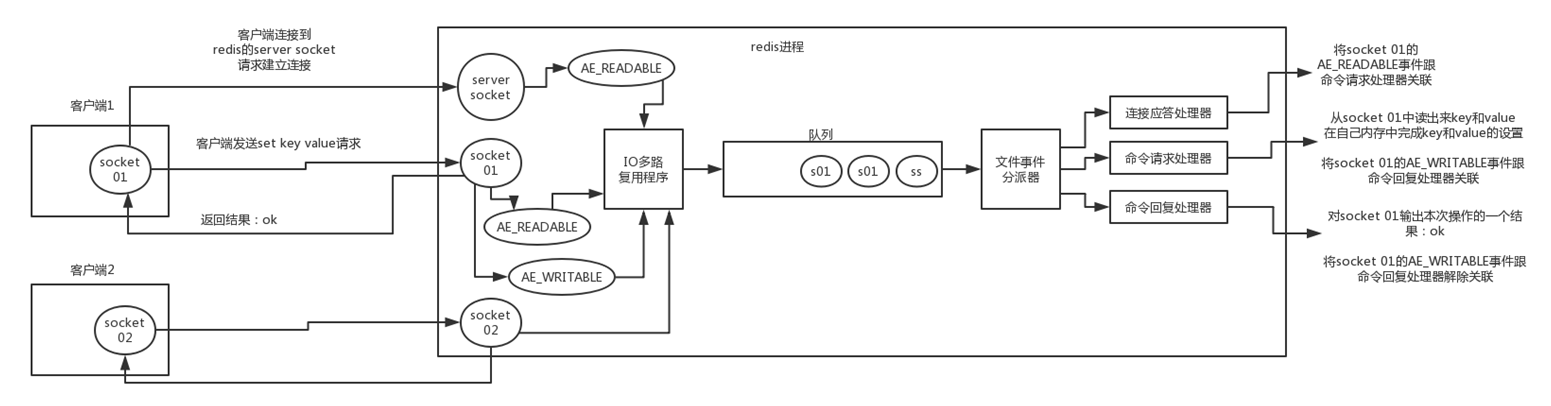 客户端连接到
redis的server socket
请求建立连接
redis进程
将socket 01的
AE_READABLE事件跟
命令请求处理器关联
server
socket
AE_READABLE
客户端1
连接应答处理器
从socket 01中读出来key和value
在自己内存中完成key和value的设置
客户端发送set key value请求
队列
socket
01
socket
01
IO多路
复用程序
s01
s01
ss
文件事件
分派器
命令请求处理器
将socket 01的AE_WRITABLE事件跟
命令回复处理器关联
返回结果：ok
AE_READABLE
命令回复处理器
对socket 01输出本次操作的一个结
果：ok
客户端2
AE_WRITABLE
将socket 01的AE_WRITABLE事件跟
命令回复处理器解除关联
socket
02
socket
02